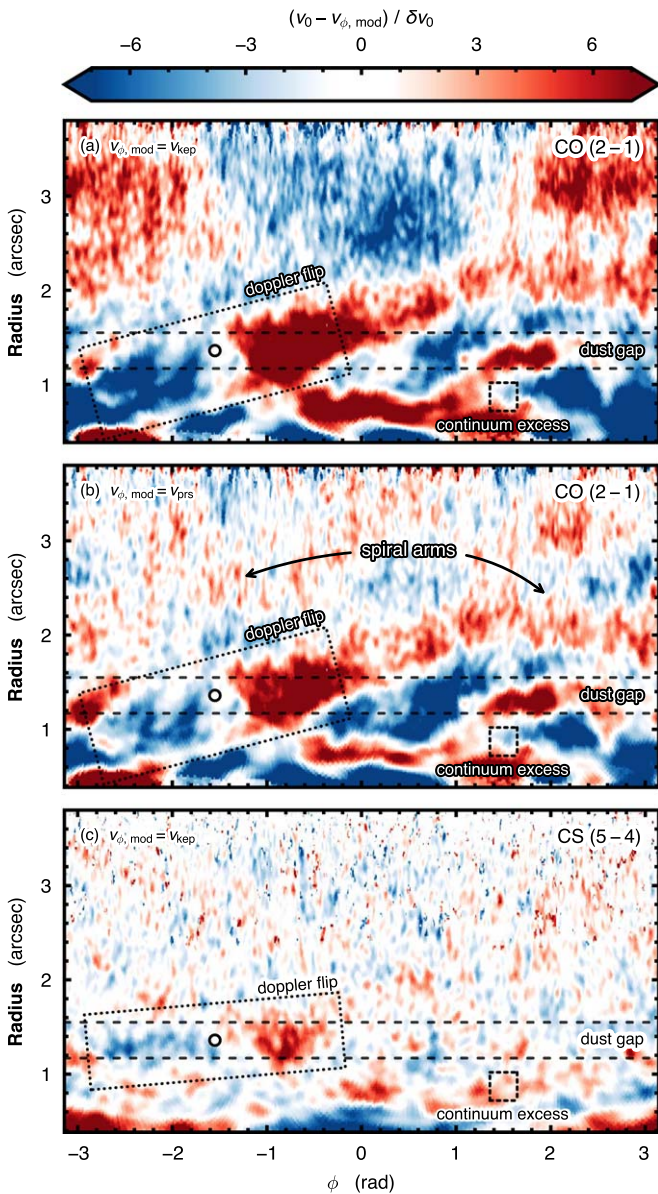 (v₀ − vϕ, mod) / δv₀
−6 −3 0 3 6
(a) vϕ, mod = vkep CO (2 − 1)
3
doppler flip
2
dust gap
1
continuum excess
Radius (arcsec)
(b) vϕ, mod = vprs CO (2 − 1)
spiral arms
3
doppler flip
2
dust gap
1
continuum excess
Radius (arcsec)
(c) vϕ, mod = vkep CS (5 − 4)
3
2
doppler flip
dust gap
1
continuum excess
Radius (arcsec)
−3 −2 −1 0 1 2 3
ϕ (rad)